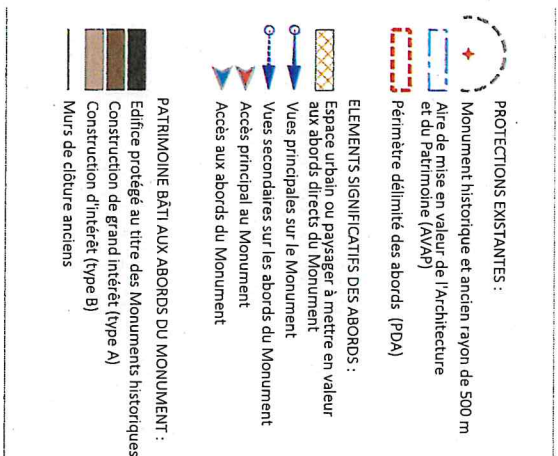 PROTECTIONS EXISTANTES :
Monument historique et ancien rayon de 500 m
Aire de mise en valeur de l'Architecture
et du Patrimoine (AVAP)
Périmètre délimité des abords (PDA)
ELEMENTS SIGNIFICATIFS DES ABORDS :
Espace urbain ou paysager à mettre en valeur
aux abords directs du Monument
Vues principales sur le Monument
Vues secondaires sur les abords du Monument
Accès principal au Monument
Accès aux abords du Monument
PATRIMOINE BÂTI AUX ABORDS DU MONUMENT :
Edifice protégé au titre des Monuments historiques
Construction de grand intérêt (type A)
Construction d'intérêt (type B)
Murs de clôture anciens